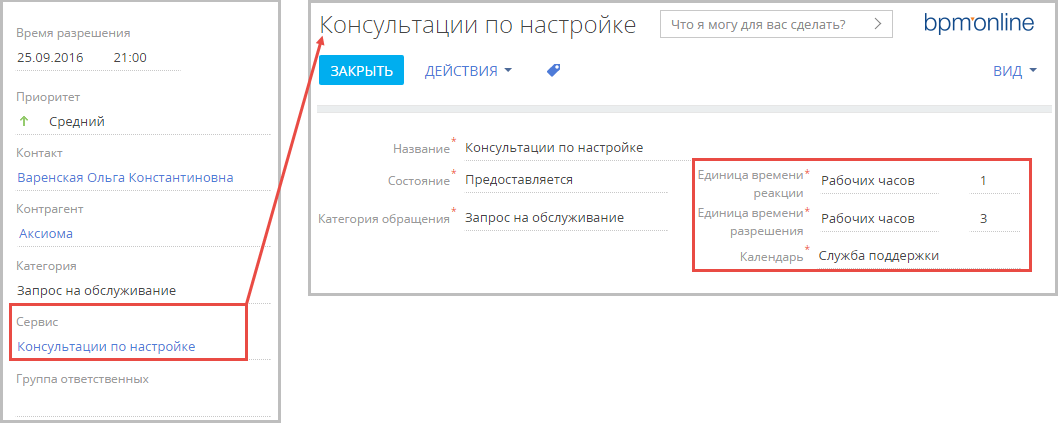 Время разрешения
25.09.2016 21:00
Приоритет
Средний
Контакт
Варенская Ольга Константиновна
Контрагент
Аксиома
Категория
Запрос на обслуживание
Сервис
Консультации по настройке
Группа ответственных
Консультации по настройке
Что я могу для вас сделать?
bpm'online
ЗАКРЫТЬ ДЕЙСТВИЯ ВИД
Название* Консультации по настройке
Состояние* Предоставляется
Категория обращения* Запрос на обслуживание
Единица времени*
реакции
Рабочих часов 1
Единица времени*
разрешения
Рабочих часов 3
Календарь* Служба поддержки